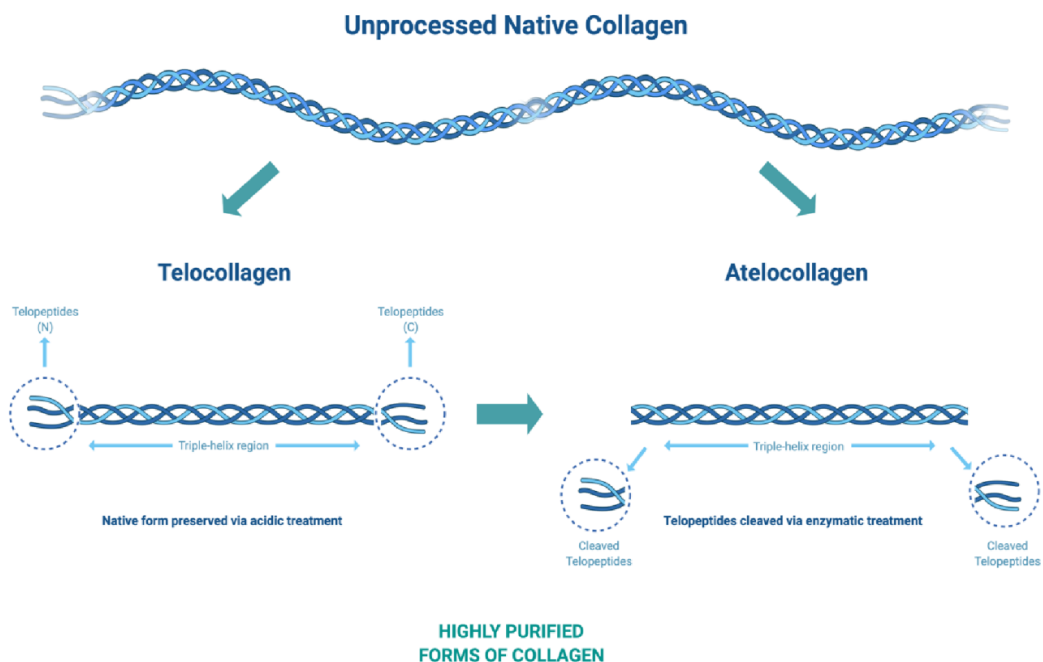 Unprocessed Native Collagen
Telocollagen
Atelocollagen
Telopeptides
(N)
Telopeptides
(C)
Triple-helix region
Triple-helix region
Native form preserved via acidic treatment
Telopeptides cleaved via enzymatic treatment
Cleaved
Telopeptides
Cleaved
Telopeptides
HIGHLY PURIFIED
FORMS OF COLLAGEN